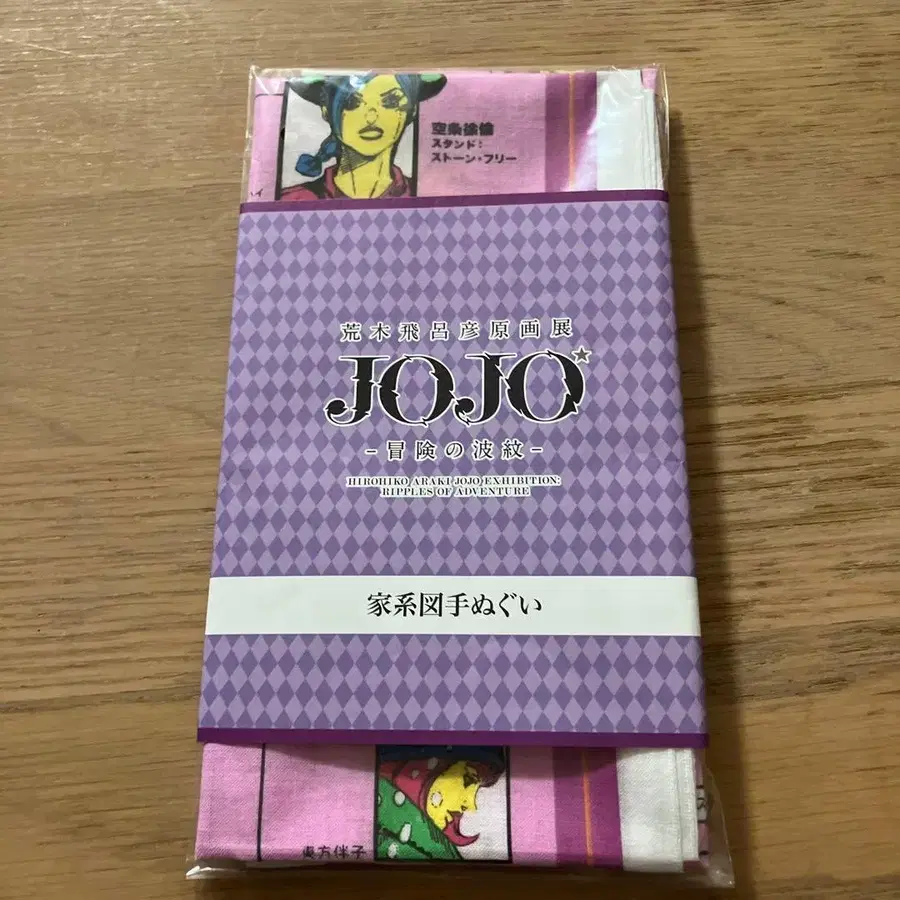 空条徐倫
スタンド：
ストーン・フリー
荒木飛呂彦原画展
JOJO
-冒険の波紋-
HIROHIKO ARAKI JOJO EXHIBITION:
RIPPLES OF ADVENTURE
家系図手ぬぐい
東方伴子